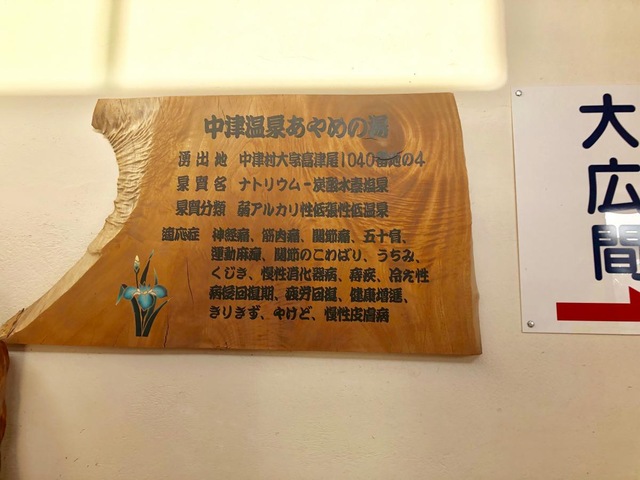 中津温泉あやめの湯
湧出地 中津村大字高津尾1040番地の4
泉質名 ナトリウムー炭酸水素塩泉
泉質分類 弱アルカリ性低張性低温泉
適応症 神経痛、筋肉痛、関節痛、五十肩、
運動麻痺、関節のこわばり、うちみ、
くじき、慢性消化器病、痔疾、冷え性
病後回復期、疲労回復、健康増進、
きりきず、やけど、慢性皮膚病
大広間